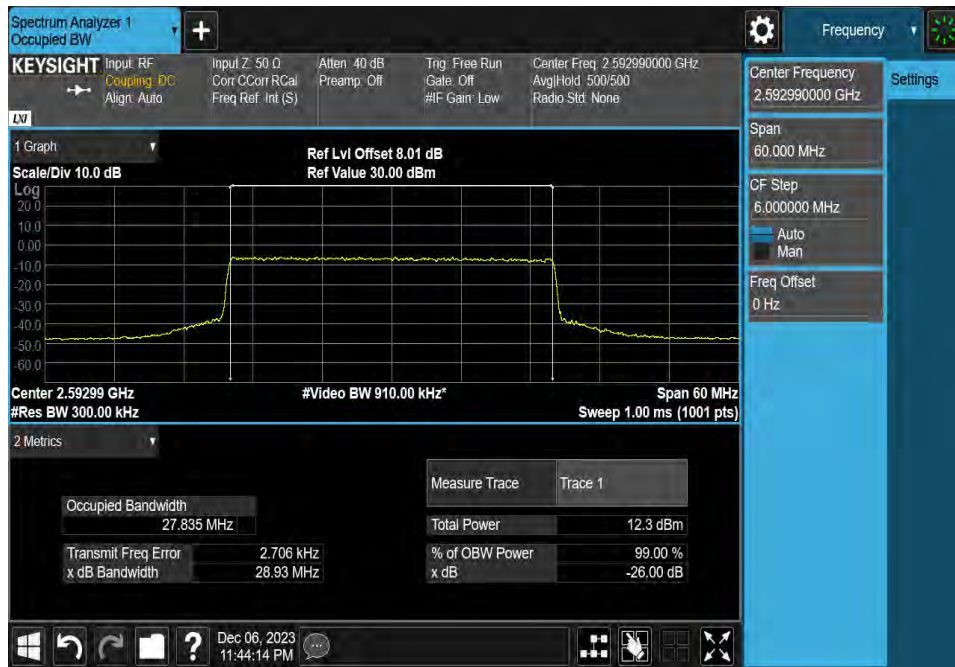 Spectrum Analyzer 1
Occupied BW
+
Frequency
KEYSIGHT
Input: RF
Coupling: DC
Align: Auto
Input Z: 50 Ω
Corr CCorr RCal
Freq Ref: Int (S)
Atten: 40 dB
Preamp: Off
Trig: Free Run
Gate: Off
#IF Gain: Low
Center Freq: 2.592990000 GHz
Avg|Hold: 500/500
Radio Std: None
LXI
Center Frequency
2.592990000 GHz
Settings
Span
60.000 MHz
CF Step
6.000000 MHz
Auto
Man
Freq Offset
0 Hz
1 Graph
Scale/Div 10.0 dB
Ref Lvl Offset 8.01 dB
Ref Value 30.00 dBm
Log
20.0
10.0
0.00
-10.0
-20.0
-30.0
-40.0
-50.0
-60.0
Center 2.59299 GHz
#Video BW 910.00 kHz*
Span 60 MHz
#Res BW 300.00 kHz
Sweep 1.00 ms (1001 pts)
2 Metrics
Measure Trace
Trace 1
Occupied Bandwidth
27.835 MHz
Total Power
12.3 dBm
Transmit Freq Error
2.706 kHz
% of OBW Power
99.00 %
x dB Bandwidth
28.93 MHz
x dB
-26.00 dB
?
Dec 06, 2023
11:44:14 PM